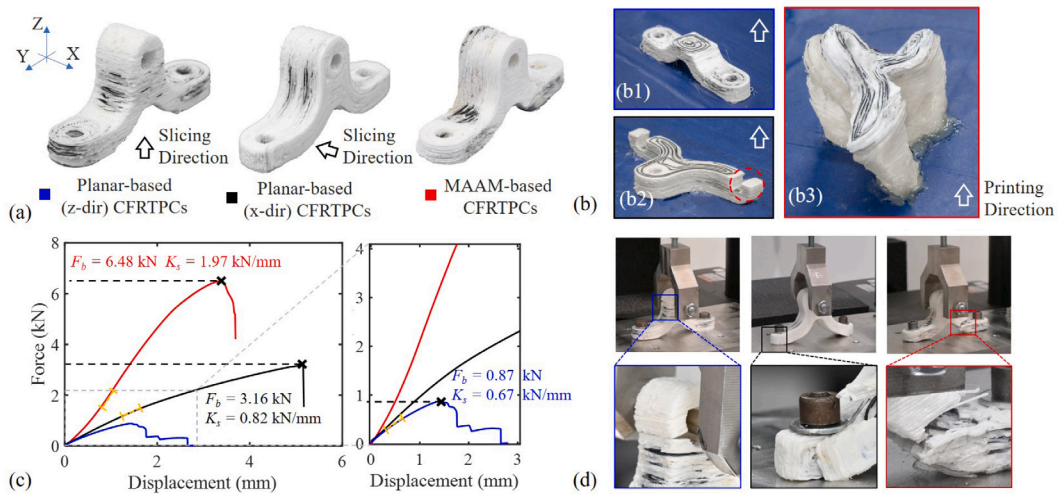 Z
Y
X
Slicing
Direction
Slicing
Direction
Planar-based
(z-dir) CFRTPCs
Planar-based
(x-dir) CFRTPCs
MAAM-based
CFRTPCs
(a)
(b1)
(b2)
(b3)
(b)
Printing
Direction
Force (kN)
8
6
4
2
0
F_b = 6.48 kN K_s = 1.97 kN/mm
F_b = 3.16 kN
K_s = 0.82 kN/mm
0 2 4 6
Displacement (mm)
4
3
2
1
0
F_b = 0.87 kN
K_s = 0.67 kN/mm
0 1 2 3
Displacement (mm)
(c)
(d)